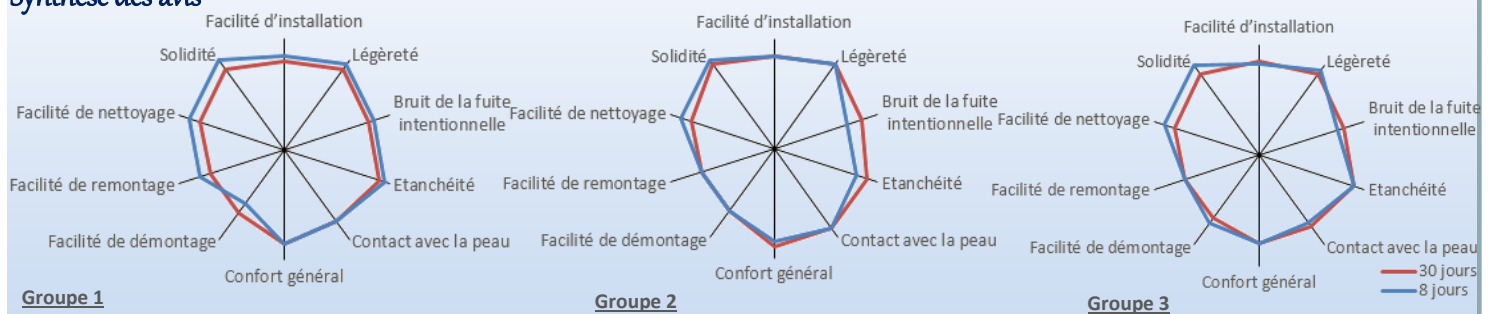 Synthèse des avis
Facilité d'installation
Solidité
Légèreté
Facilité de nettoyage
Bruit de la fuite
intentionnelle
Facilité de remontage
Etanchéité
Facilité de démontage
Contact avec la peau
Confort général
Groupe 1
Facilité d'installation
Solidité
Légèreté
Facilité de nettoyage
Bruit de la fuite
intentionnelle
Facilité de remontage
Etanchéité
Facilité de démontage
Contact avec la peau
Confort général
Groupe 2
Facilité d'installation
Solidité
Légèreté
Facilité de nettoyage
Bruit de la fuite
intentionnelle
Facilité de remontage
Etanchéité
Facilité de démontage
Contact avec la peau
Confort général
30 jours
8 jours
Groupe 3